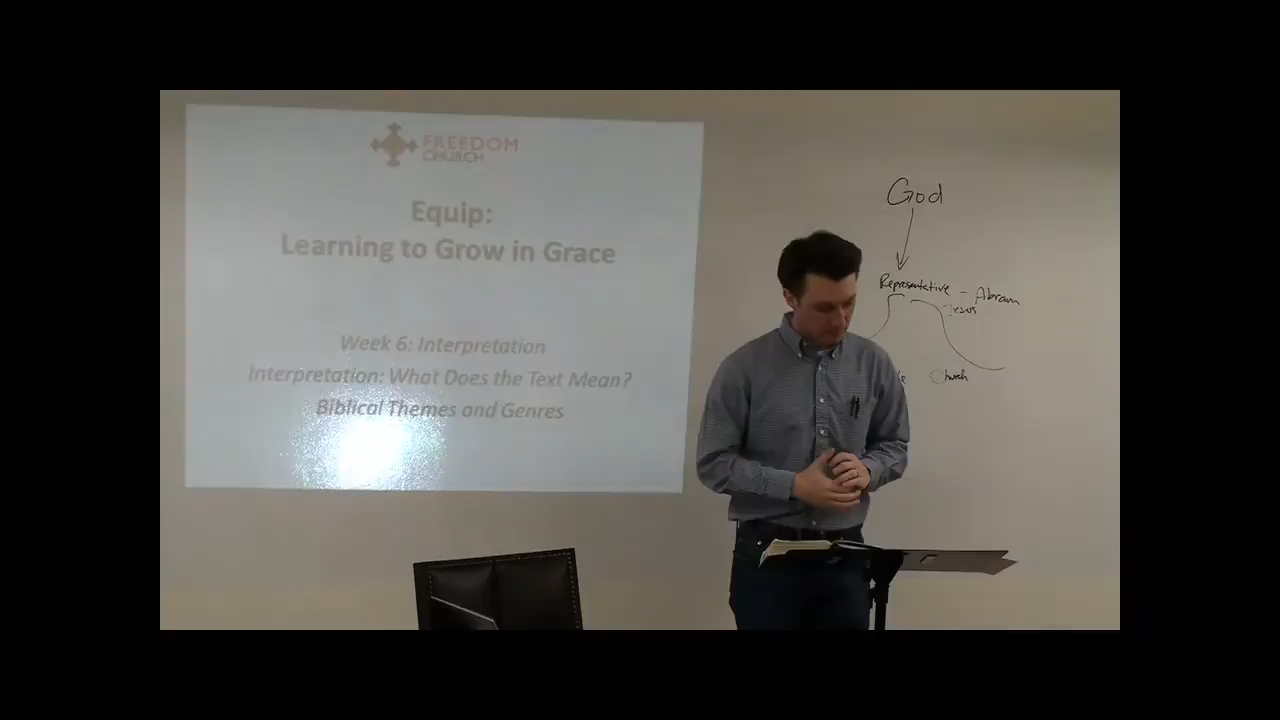 FREEDOM
CHURCH
Equip:
Learning to Grow in Grace
Week 6: Interpretation
Interpretation: What Does the Text Mean?
Biblical Themes and Genres
God
Representative - Abram
- Jesus
Church